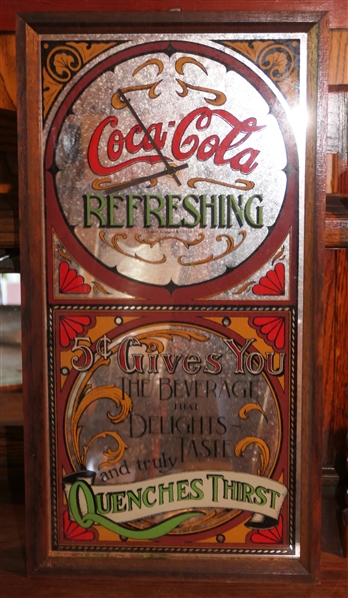 Coca-Cola
REFRESHING
5¢ GIVES YOU
THE BEVERAGE
THAT
DELIGHTS
TASTE
and truly
QUENCHES THIRST